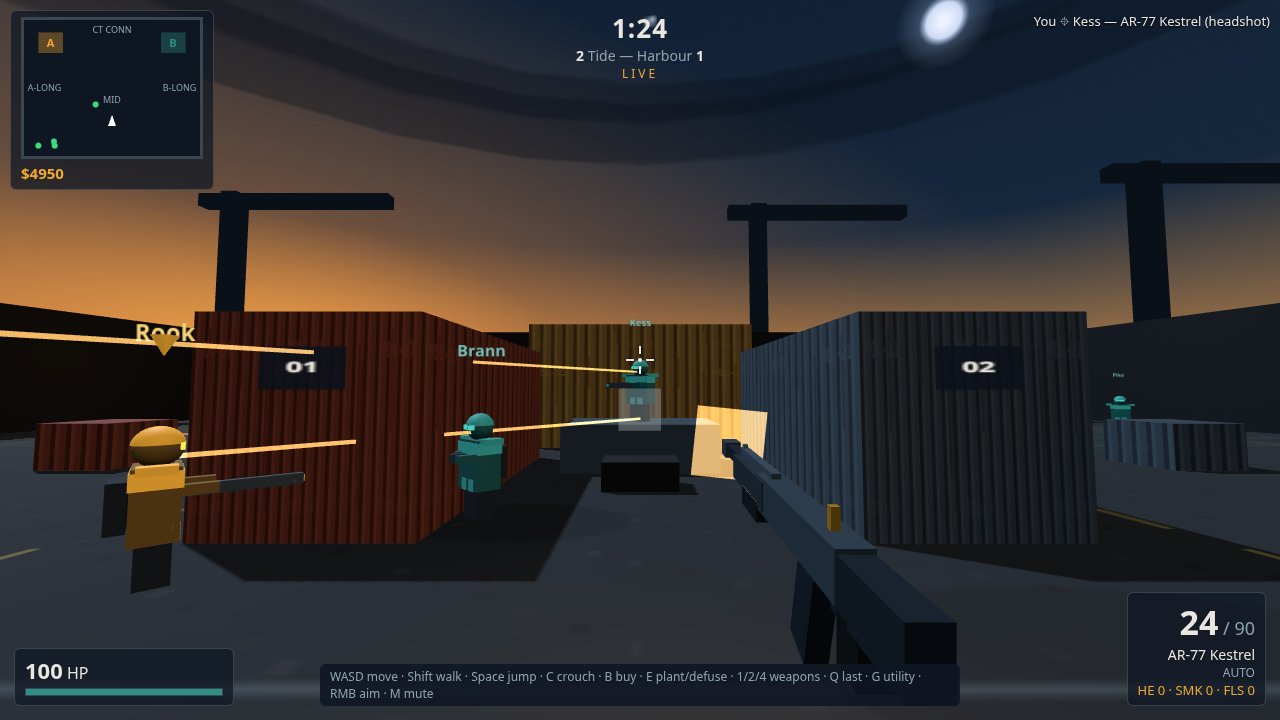 CT CONN
A
B
A-LONG
B-LONG
MID
$4950
1:24
2 Tide — Harbour 1
LIVE
You ⌖ Kess — AR-77 Kestrel (headshot)
Rook
Brann
Kess
Pike
01
02
100 HP
WASD move · Shift walk · Space jump · C crouch · B buy · E plant/defuse · 1/2/4 weapons · Q last · G utility ·
RMB aim · M mute
24 / 90
AR-77 Kestrel
AUTO
HE 0 · SMK 0 · FLS 0